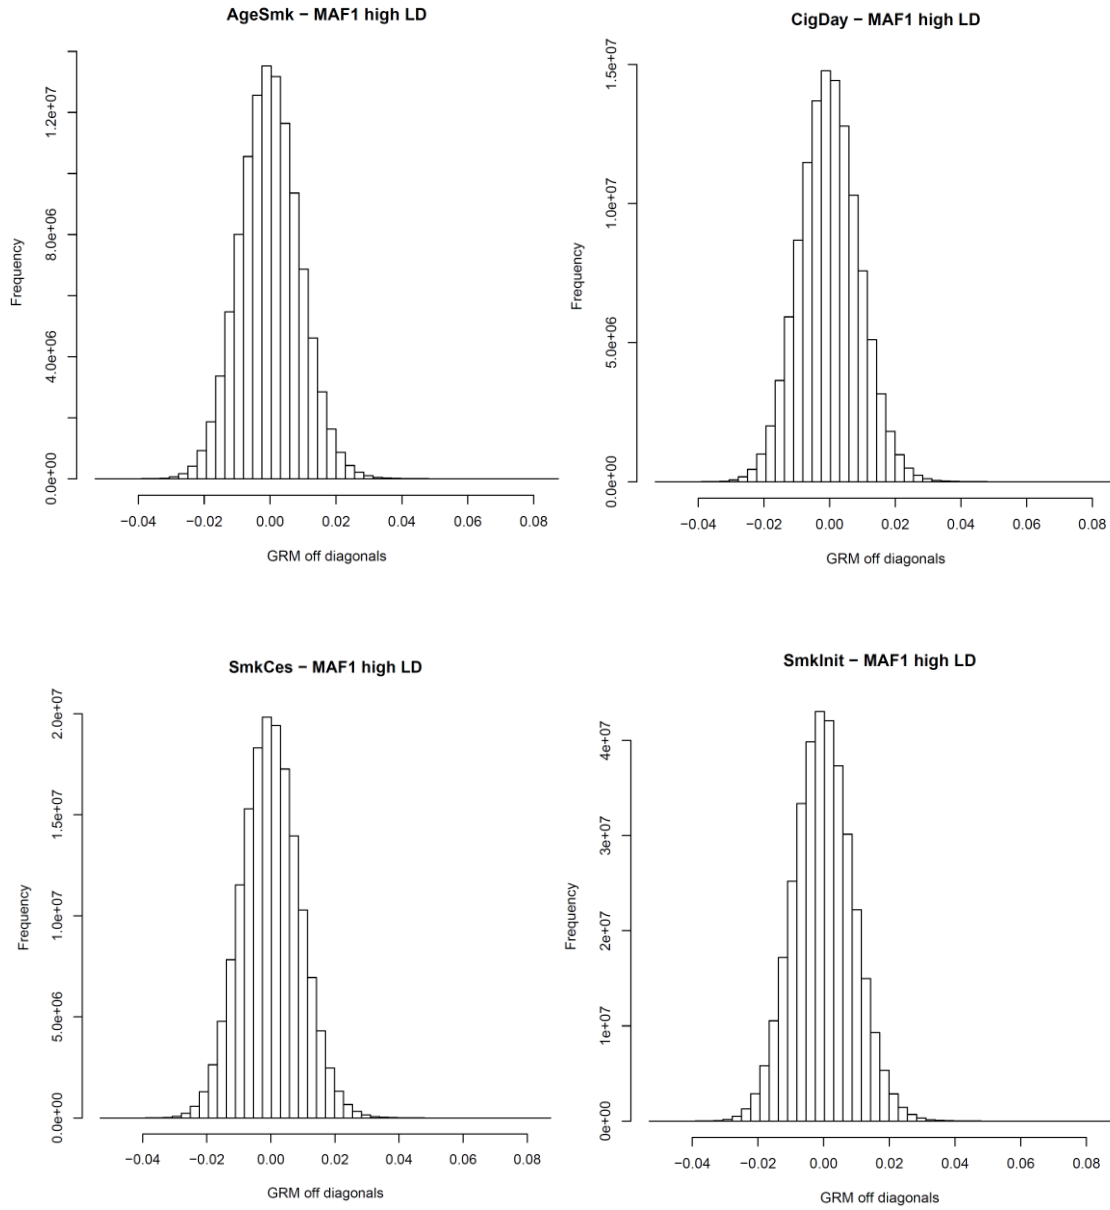 AgeSmk − MAF1 high LD
Frequency
0.0e+00 4.0e+06 8.0e+06 1.2e+07
−0.04 −0.02 0.00 0.02 0.04 0.06 0.08
GRM off diagonals
CigDay − MAF1 high LD
Frequency
0.0e+00 5.0e+06 1.0e+07 1.5e+07
−0.04 −0.02 0.00 0.02 0.04 0.06 0.08
GRM off diagonals
SmkCes − MAF1 high LD
Frequency
0.0e+00 5.0e+06 1.0e+07 1.5e+07 2.0e+07
−0.04 −0.02 0.00 0.02 0.04 0.06 0.08
GRM off diagonals
SmkInit − MAF1 high LD
Frequency
0e+00 1e+07 2e+07 3e+07 4e+07
−0.04 −0.02 0.00 0.02 0.04 0.06 0.08
GRM off diagonals